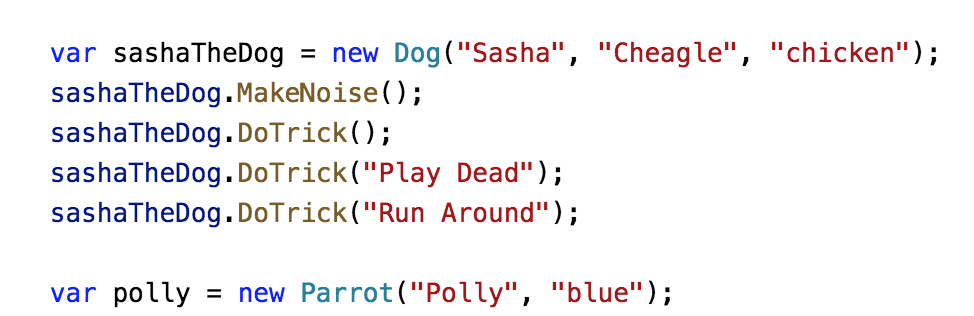 var sashaTheDog = new Dog("Sasha", "Cheagle", "chicken");
sashaTheDog.MakeNoise();
sashaTheDog.DoTrick();
sashaTheDog.DoTrick("Play Dead");
sashaTheDog.DoTrick("Run Around");
var polly = new Parrot("Polly", "blue");